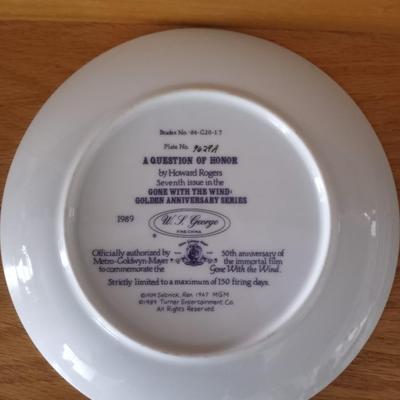 Bradex No. 84-G20-1.7
Plate No. 9629A
A QUESTION OF HONOR
by Howard Rogers
Seventh issue in the
GONE WITH THE WIND:
GOLDEN ANNIVERSARY SERIES
1989
W. L. George
FINE CHINA
Officially authorized by
Metro-Goldwyn-Mayer
to commemorate the
50th anniversary of
the immortal film
Gone With the Wind.
Strictly limited to a maximum of 150 firing days.
Selznick, Ren. 1967 MGM
©1989 Turner Entertainment Co.
All Rights Reserved.